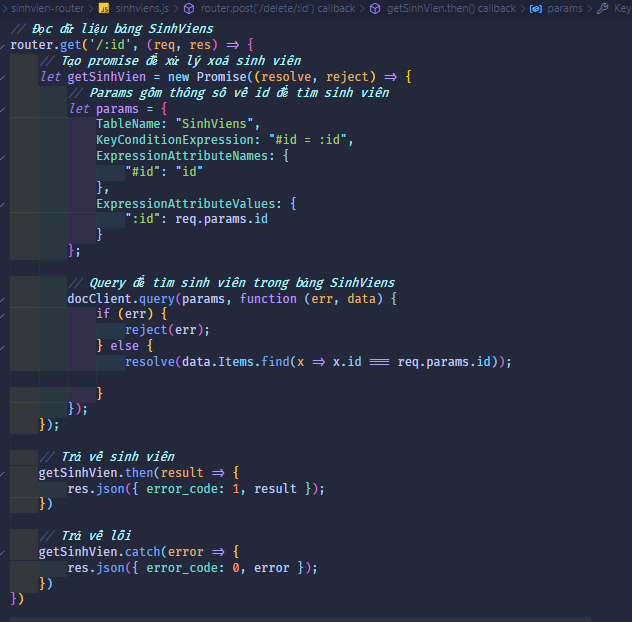 sinhvien-router > JS sinhviens.js > router.post('/delete/:id') callback > getSinhVien.then() callback > params > Key
// Đọc dữ liệu bảng SinhViens
router.get('/:id', (req, res) => {
// Tạo promise để xử lý xoá sinh viên
let getSinhVien = new Promise((resolve, reject) => {
// Params gồm thông số về id để tìm sinh viên
let params = {
TableName: "SinhViens",
KeyConditionExpression: "#id = :id",
ExpressionAttributeNames: {
"#id": "id"
},
ExpressionAttributeValues: {
":id": req.params.id
}
};
// Query để tìm sinh viên trong bảng SinhViens
docClient.query(params, function (err, data) {
if (err) {
reject(err);
} else {
resolve(data.Items.find(x => x.id === req.params.id));
}
});
});
// Trả về sinh viên
getSinhVien.then(result => {
res.json({ error_code: 1, result });
})
// Trả về lỗi
getSinhVien.catch(error => {
res.json({ error_code: 0, error });
})
})